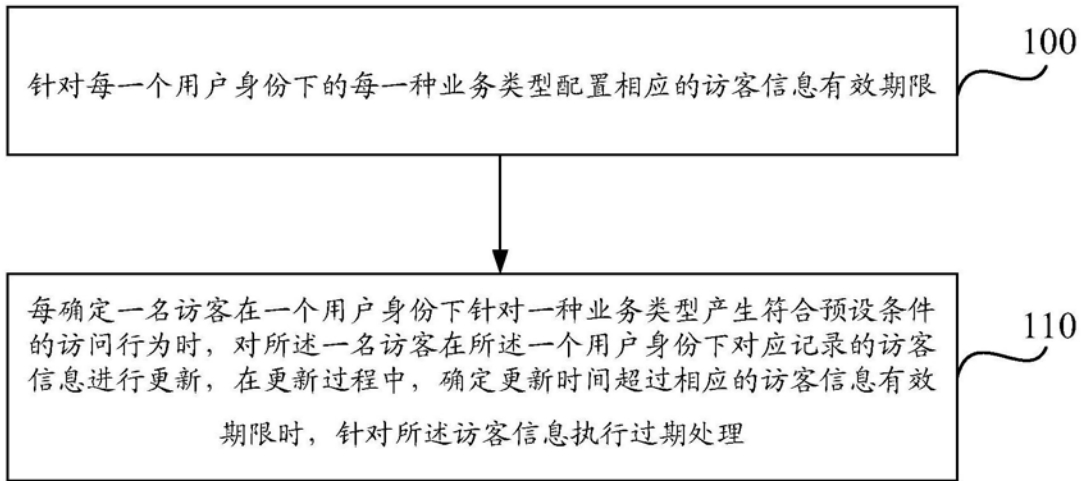 针对每一个用户身份下的每一种业务类型配置相应的访客信息有效期限
100
每确定一名访客在一个用户身份下针对一种业务类型产生符合预设条件
的访问行为时，对所述一名访客在所述一个用户身份下对应记录的访客
信息进行更新，在更新过程中，确定更新时间超过相应的访客信息有效
期限时，针对所述访客信息执行过期处理
110